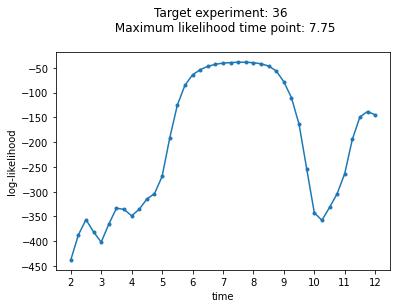 Target experiment: 36
Maximum likelihood time point: 7.75
−50
−100
−150
−200
−250
−300
−350
−400
−450
log-likelihood
2 3 4 5 6 7 8 9 10 11 12
time